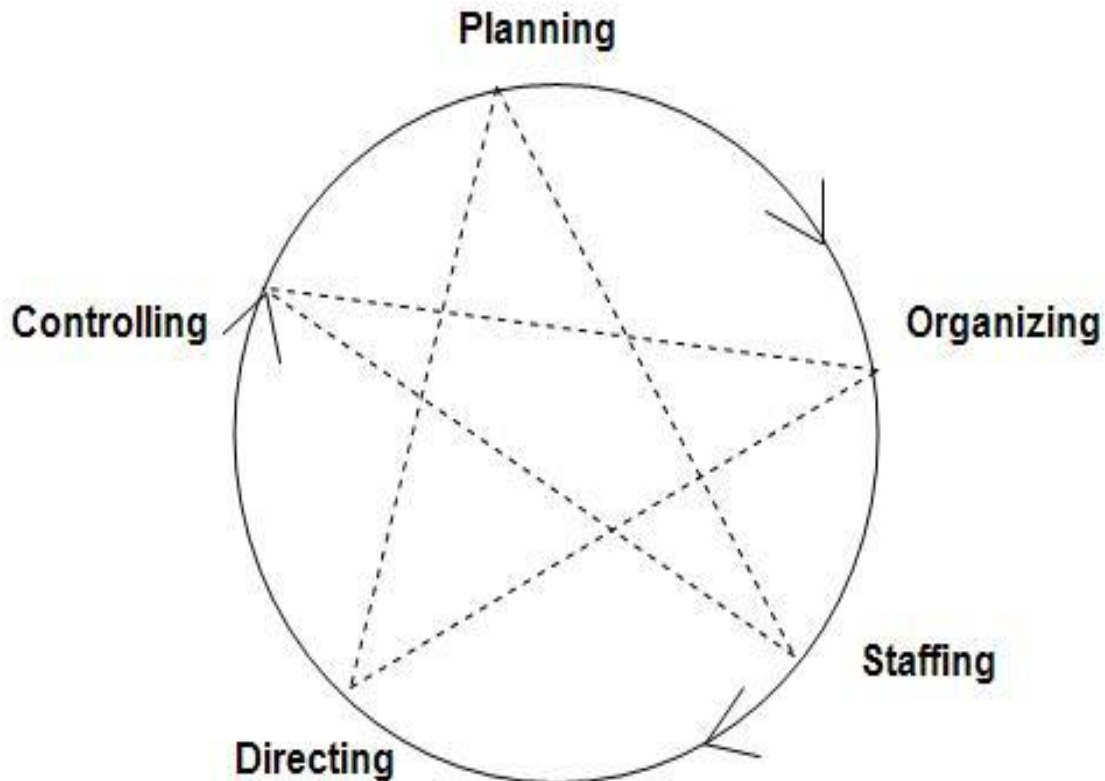 Planning
Organizing
Controlling
Staffing
Directing